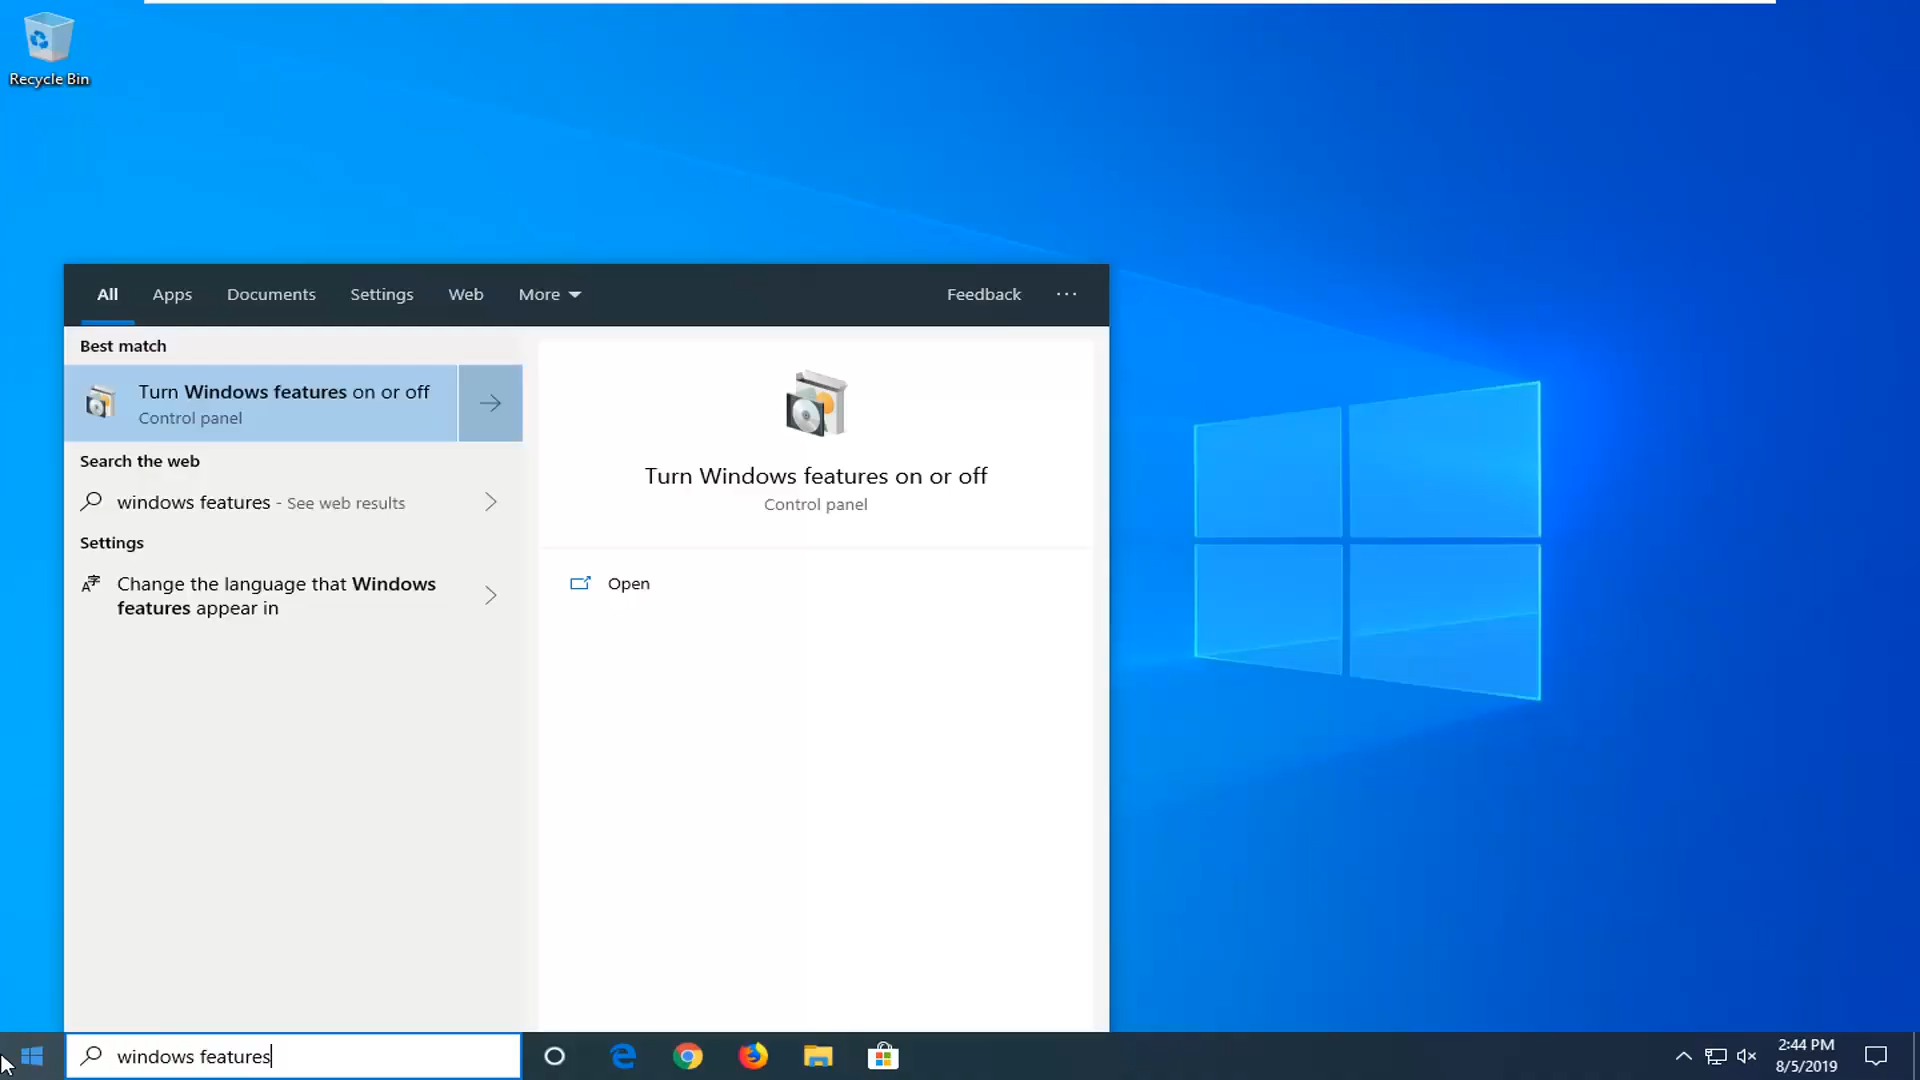 Recycle Bin
All Apps Documents Settings Web More Feedback ···
Best match
Turn Windows features on or off
Control panel
Search the web
windows features - See web results
Settings
Change the language that Windows
features appear in
Turn Windows features on or off
Control panel
Open
windows features
2:44 PM
8/5/2019